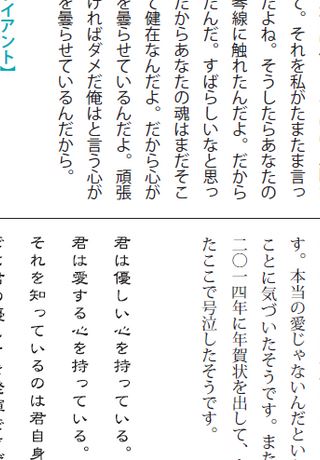 て。それを私がたまたま言っ
たよね。そうしたらあなたの
琴線に触れたんだよ。だから
たんだ。すばらしいなと思っ
だからあなたの魂はまだそこ
て健在なんだよ。だから心が
を曇らせているんだよ。頑張
ければダメだ俺はと言う心が
を曇らせているんだから。
イアント】
す。本当の愛じゃないんだとい
ことに気づいたそうです。また
二〇一四年に年賀状を出して、
たここで号泣したそうです。
君は優しい心を持っている。
君は愛する心を持っている。
それを知っているのは君自身